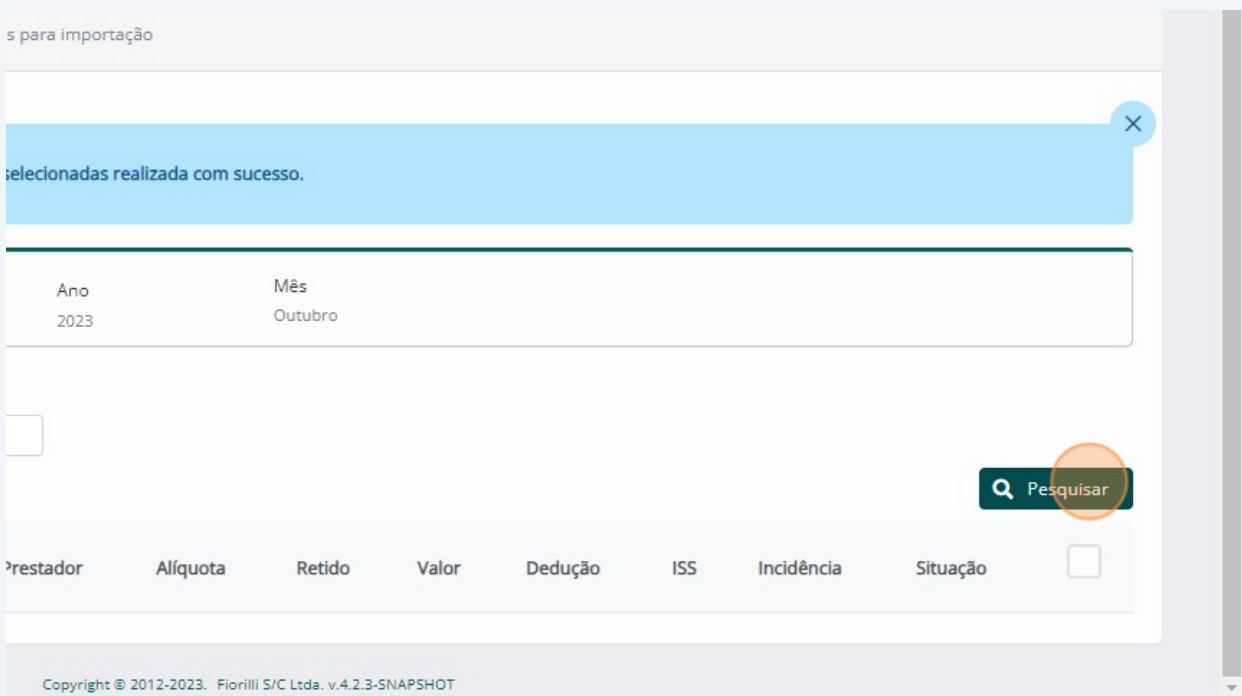 s para importação
selecionadas realizada com sucesso.
Ano
Mês
2023
Outubro
Pesquisar
Prestador Alíquota Retido Valor Dedução ISS Incidência Situação
Copyright © 2012-2023. Fiorilli S/C Ltda. v.4.2.3-SNAPSHOT